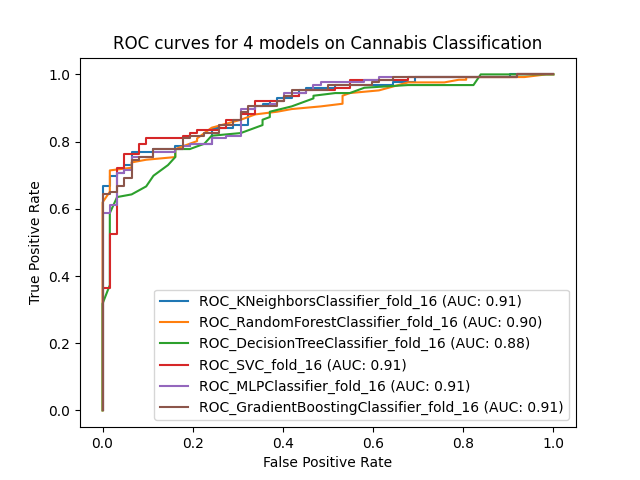 ROC curves for 4 models on Cannabis Classification
True Positive Rate
1.0
0.8
0.6
0.4
0.2
0.0
ROC_KNeighborsClassifier_fold_16 (AUC: 0.91)
ROC_RandomForestClassifier_fold_16 (AUC: 0.90)
ROC_DecisionTreeClassifier_fold_16 (AUC: 0.88)
ROC_SVC_fold_16 (AUC: 0.91)
ROC_MLPClassifier_fold_16 (AUC: 0.91)
ROC_GradientBoostingClassifier_fold_16 (AUC: 0.91)
0.0 0.2 0.4 0.6 0.8 1.0
False Positive Rate